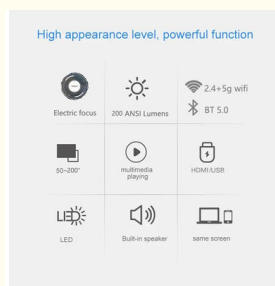 High appearance level, powerful function
2.4+5g wifi
BT 5.0
Electric focus
200 ANSI Lumens
50~200"
multimedia
playing
HDMI/USB
LED
LED
Built-in speaker
same screen